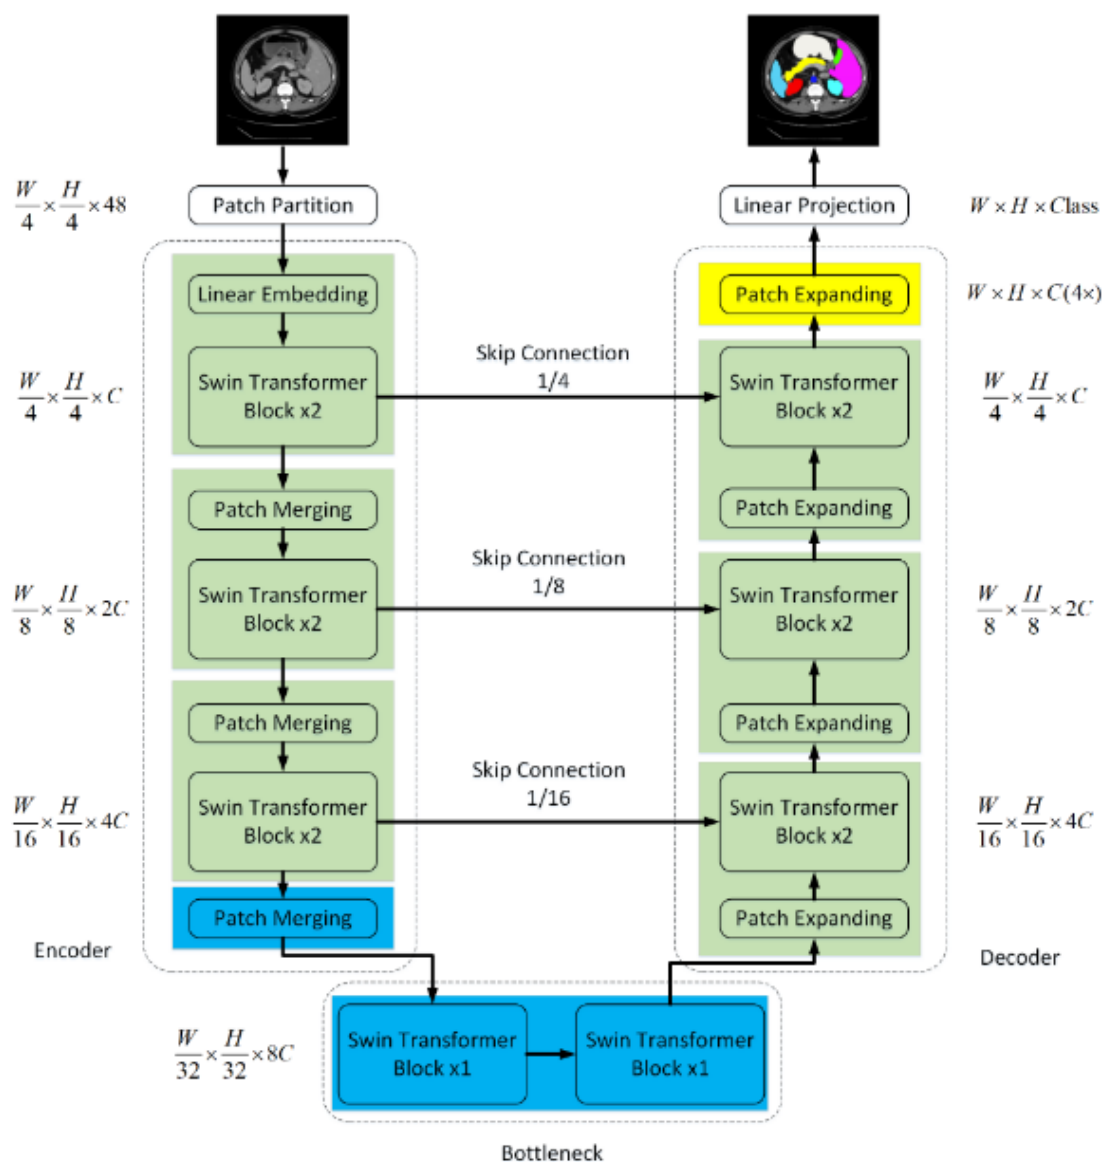 W/4 × H/4 × 48
Patch Partition
Linear Embedding
W/4 × H/4 × C
Swin Transformer
Block x2
Patch Merging
W/8 × H/8 × 2C
Swin Transformer
Block x2
Patch Merging
W/16 × H/16 × 4C
Swin Transformer
Block x2
Patch Merging
Encoder
Skip Connection
1/4
Skip Connection
1/8
Skip Connection
1/16
W/32 × H/32 × 8C
Swin Transformer
Block x1
Swin Transformer
Block x1
Bottleneck
Linear Projection
W × H × Class
Patch Expanding
W × H × C(4×)
Swin Transformer
Block x2
W/4 × H/4 × C
Patch Expanding
Swin Transformer
Block x2
W/8 × H/8 × 2C
Patch Expanding
Swin Transformer
Block x2
W/16 × H/16 × 4C
Patch Expanding
Decoder